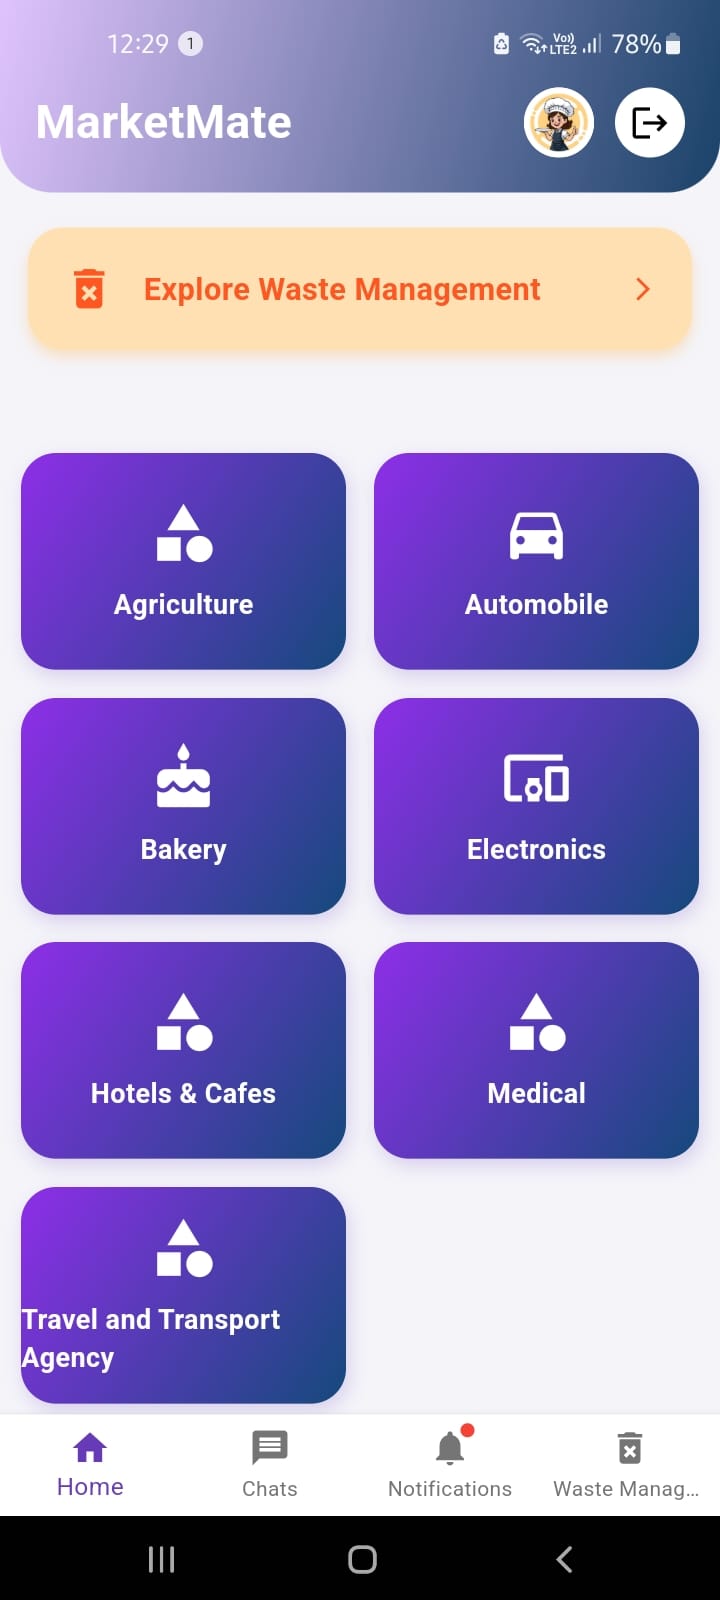 12:29 1 Vo)) LTE2 78%
MarketMate
Explore Waste Management
Agriculture
Automobile
Bakery
Electronics
Hotels & Cafes
Medical
Travel and Transport
Agency
Home
Chats
Notifications
Waste Manag...